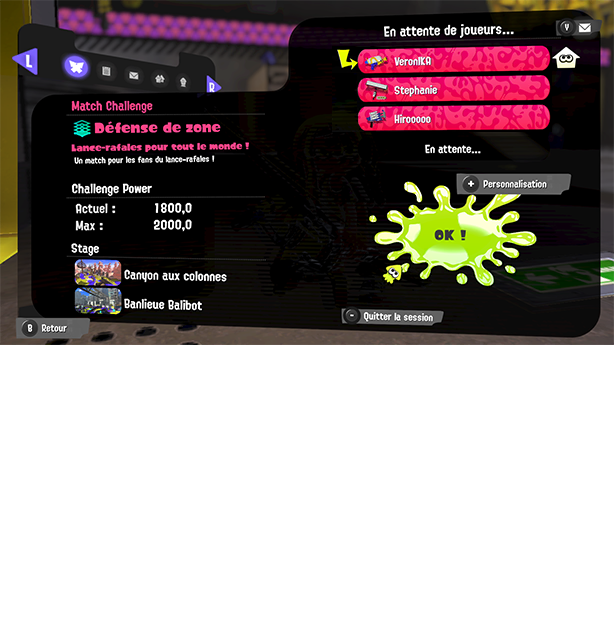 L
R
Match Challenge
Défense de zone
Lance-rafales pour tout le monde !
Un match pour les fans du lance-rafales !
Challenge Power
Actuel : 1800,0
Max : 2000,0
Stage
Canyon aux colonnes
Banlieue Balibot
B Retour
En attente de joueurs...
Y
VeronIKA
Stephanie
Hirooooo
En attente...
+ Personnalisation
OK !
- Quitter la session